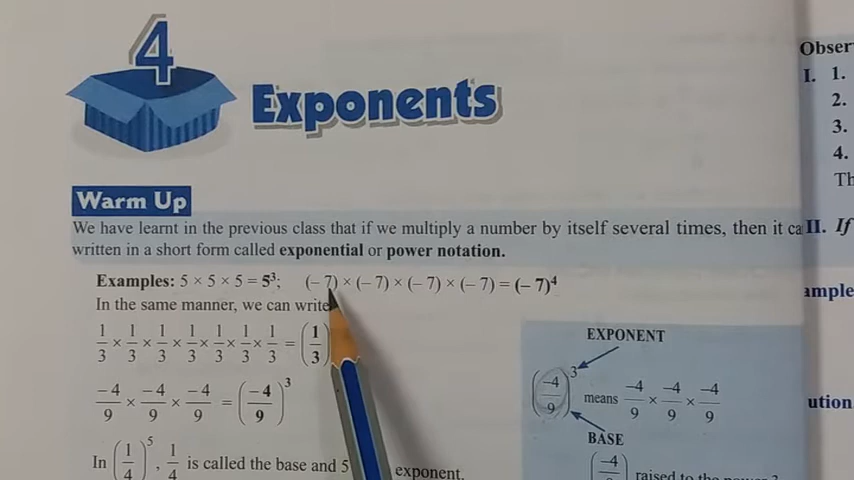 4
Exponents
Warm Up
We have learnt in the previous class that if we multiply a number by itself several times, then it ca
written in a short form called exponential or power notation.
Examples: 5 × 5 × 5 = 5³; (– 7) × (– 7) × (– 7) × (– 7) = (– 7)⁴
In the same manner, we can write
1/3 × 1/3 × 1/3 × 1/3 × 1/3 × 1/3 × 1/3 = (1/3)
–4/9 × –4/9 × –4/9 = (–4/9)³
In (1/4)⁵, 1/4 is called the base and 5 exponent.
EXPONENT
(–4/9)³ means –4/9 × –4/9 × –4/9
BASE
(–4/ raised to the power
Obser
I. 1.
2.
3.
4.
Th
II. If
ample
ution